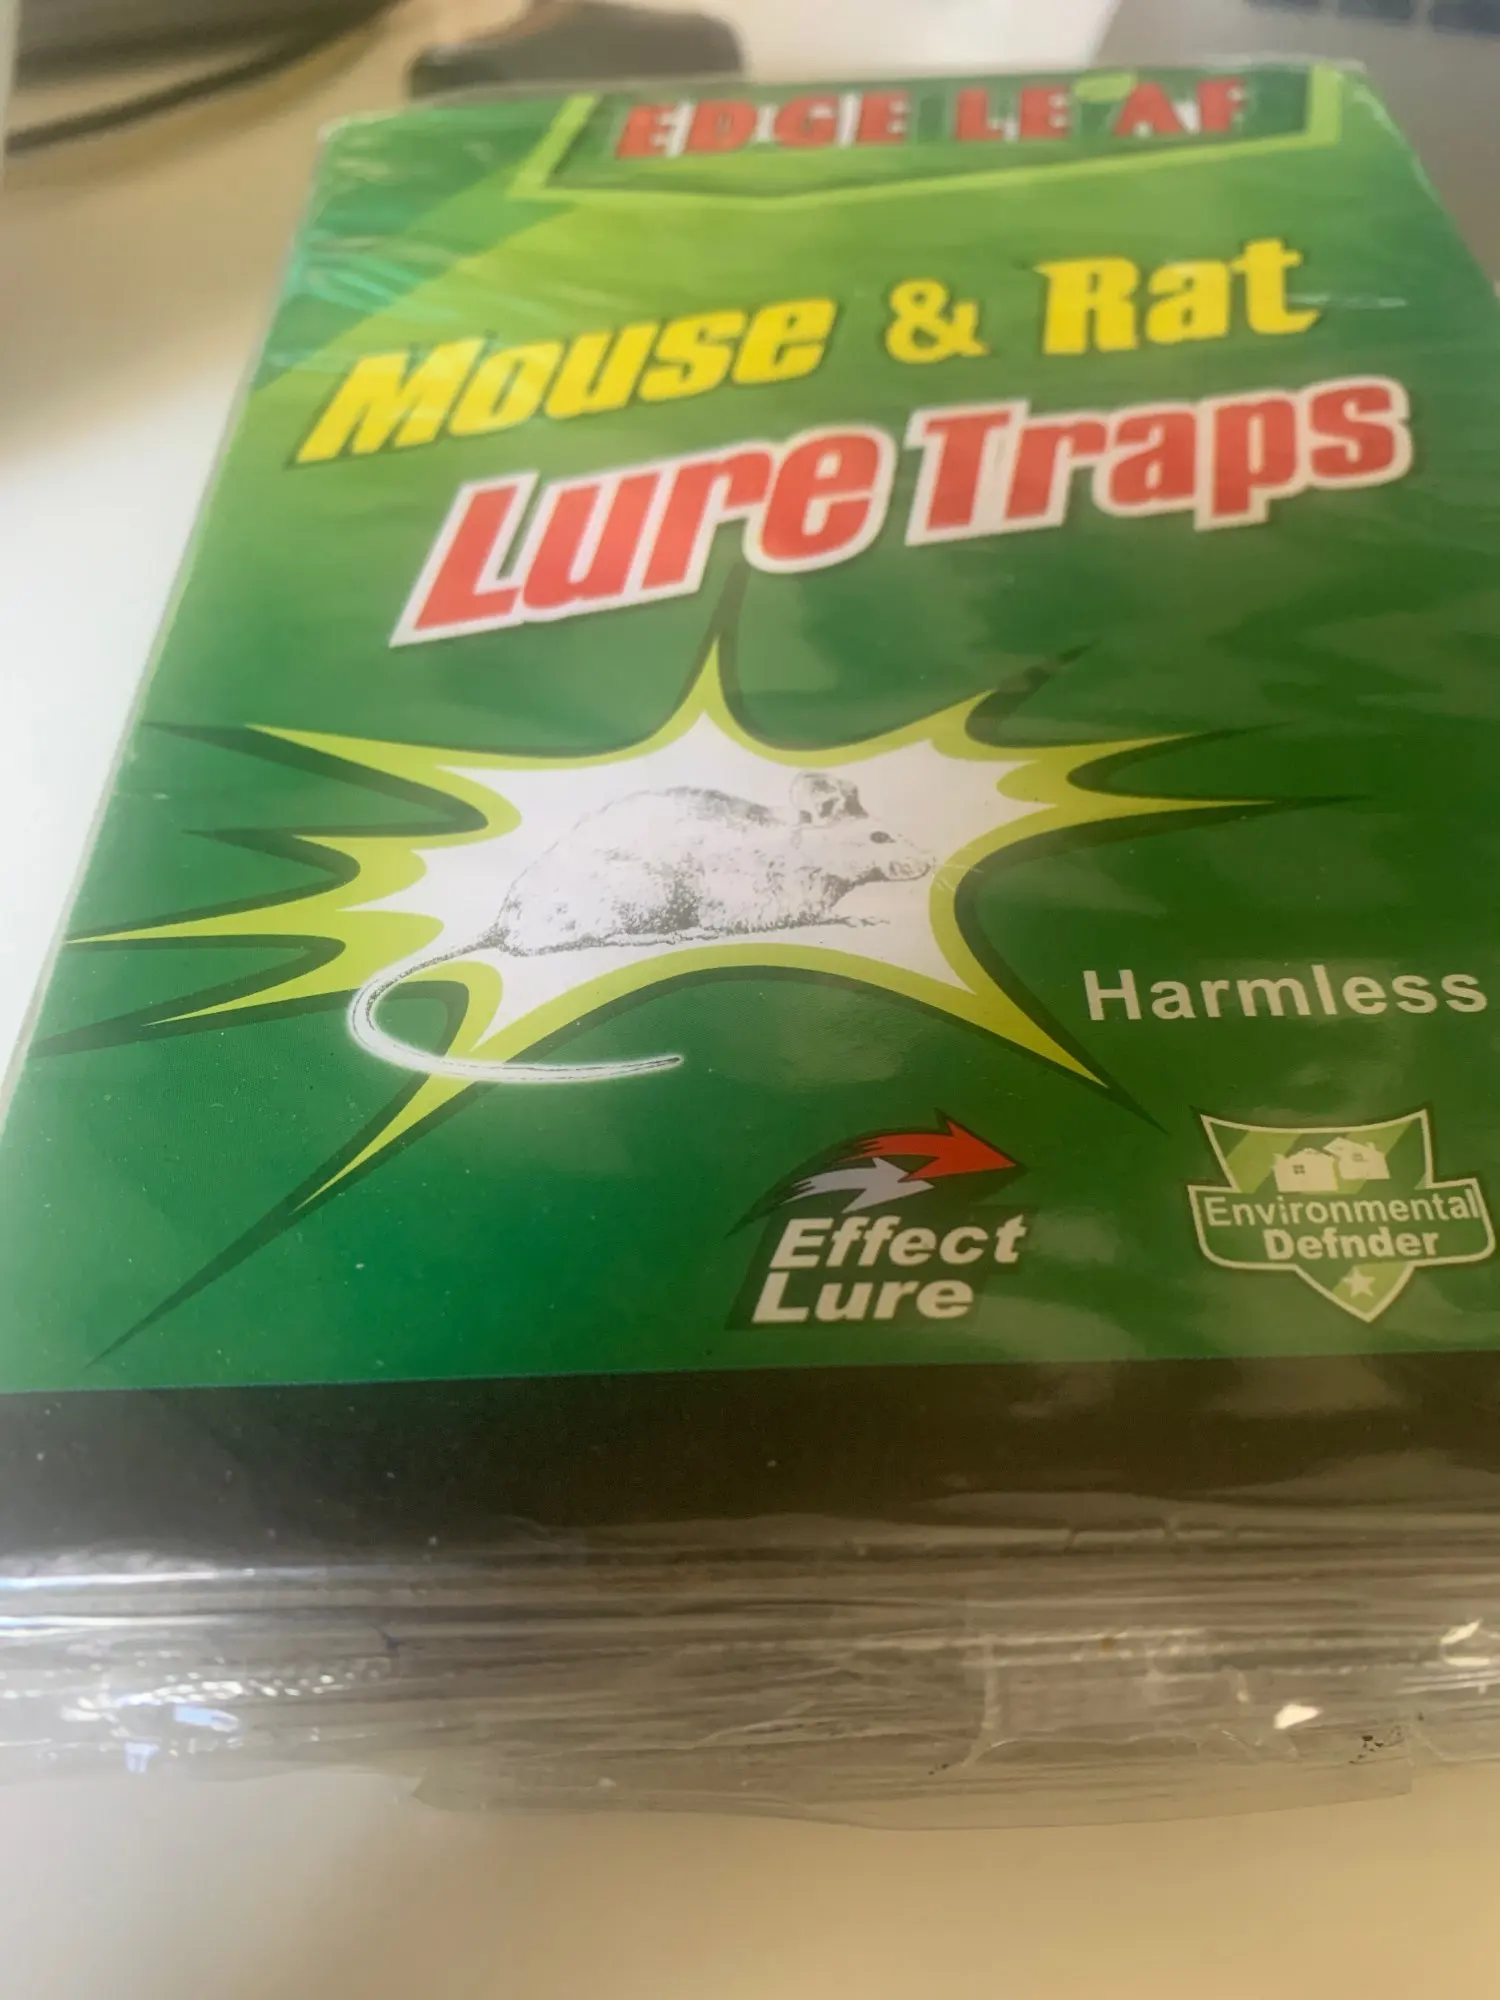 EDGE LEAF
Mouse & Rat
Lure Traps
Harmless
Effect
Lure
Environmental
Defnder